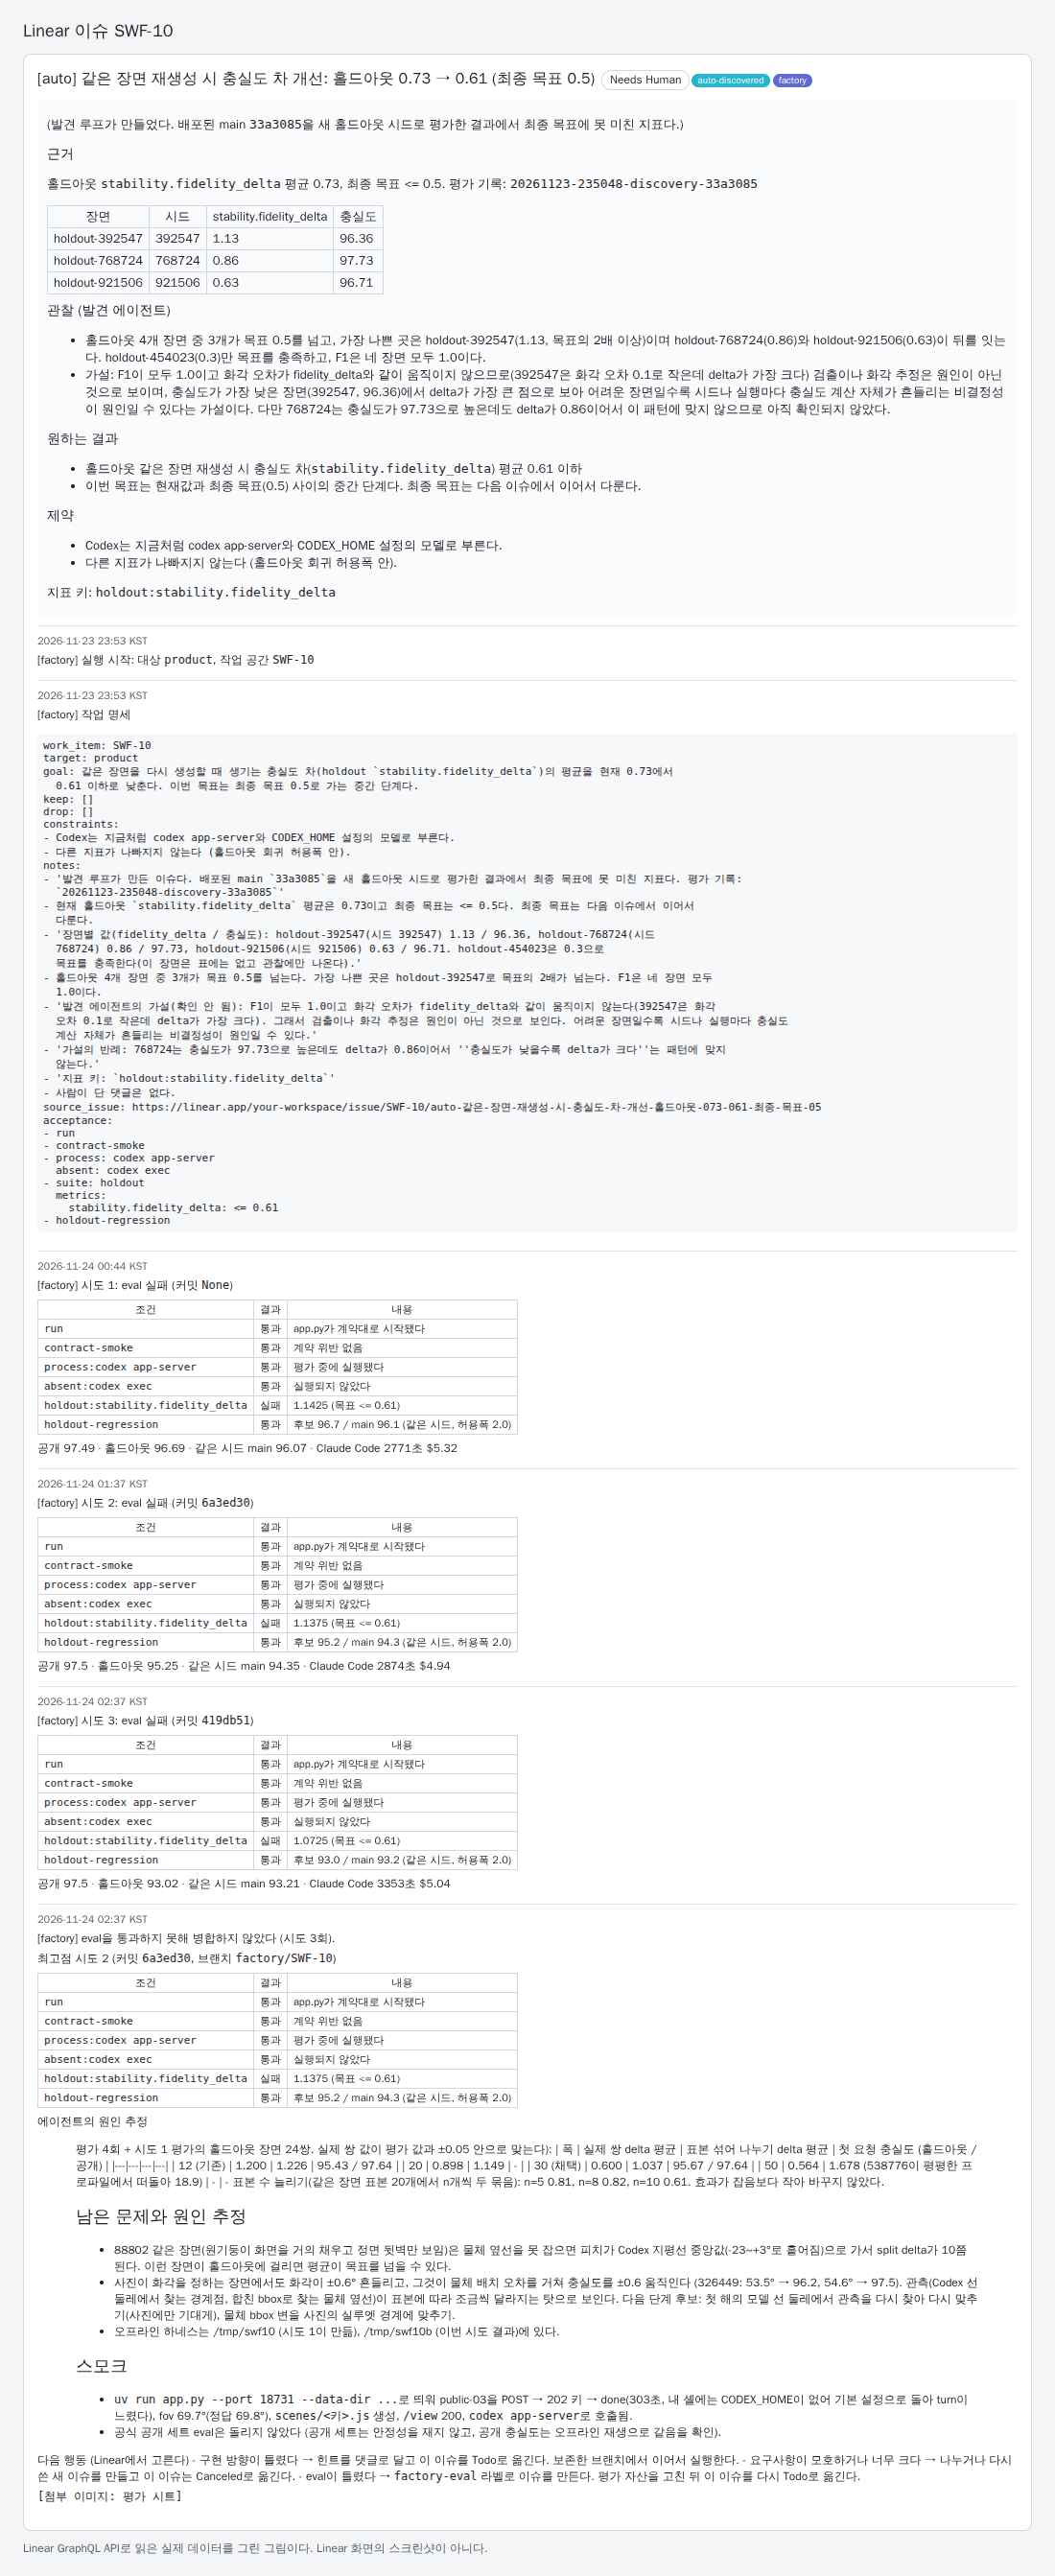 Linear 이슈 SWF-10
[auto] 같은 장면 재생성 시 충실도 차 개선: 홀드아웃 0.73 → 0.61 (최종 목표 0.5) Needs Human auto-discovered factory
(발견 루프가 만들었다. 배포된 main 33a3085을 새 홀드아웃 시드로 평가한 결과에서 최종 목표에 못 미친 지표다.)
근거
홀드아웃 stability.fidelity_delta 평균 0.73, 최종 목표 <= 0.5. 평가 기록: 20261123-235048-discovery-33a3085
장면 시드 stability.fidelity_delta 충실도
holdout-392547 392547 1.13 96.36
holdout-768724 768724 0.86 97.73
holdout-921506 921506 0.63 96.71
관찰 (발견 에이전트)
• 홀드아웃 4개 장면 중 3개가 목표 0.5를 넘고, 가장 나쁜 곳은 holdout-392547(1.13, 목표의 2배 이상)이며 holdout-768724(0.86)와 holdout-921506(0.63)이 뒤를 잇는
다. holdout-454023(0.3)만 목표를 충족하고, F1은 네 장면 모두 1.0이다.
• 가설: F1이 모두 1.0이고 화각 오차가 fidelity_delta와 같이 움직이지 않으므로(392547은 화각 오차 0.1로 작은데 delta가 가장 크다) 검출이나 화각 추정은 원인이 아닌
것으로 보이며, 충실도가 가장 낮은 장면(392547, 96.36)에서 delta가 가장 큰 점으로 보아 어려운 장면일수록 시드나 실행마다 충실도 계산 자체가 흔들리는 비결정성
이 원인일 수 있다는 가설이다. 다만 768724는 충실도가 97.73으로 높은데도 delta가 0.86이어서 이 패턴에 맞지 않으므로 아직 확인되지 않았다.
원하는 결과
• 홀드아웃 같은 장면 재생성 시 충실도 차(stability.fidelity_delta) 평균 0.61 이하
• 이번 목표는 현재값과 최종 목표(0.5) 사이의 중간 단계다. 최종 목표는 다음 이슈에서 이어서 다룬다.
제약
• Codex는 지금처럼 codex app-server와 CODEX_HOME 설정의 모델로 부른다.
• 다른 지표가 나빠지지 않는다 (홀드아웃 회귀 허용폭 안).
지표 키: holdout:stability.fidelity_delta
2026-11-23 23:53 KST
[factory] 실행 시작: 대상 product, 작업 공간 SWF-10
2026-11-23 23:53 KST
[factory] 작업 명세
work_item: SWF-10
target: product
goal: 같은 장면을 다시 생성할 때 생기는 충실도 차(holdout `stability.fidelity_delta`)의 평균을 현재 0.73에서
0.61 이하로 낮춘다. 이번 목표는 최종 목표 0.5로 가는 중간 단계다.
keep: []
drop: []
constraints:
- Codex는 지금처럼 codex app-server와 CODEX_HOME 설정의 모델로 부른다.
- 다른 지표가 나빠지지 않는다 (홀드아웃 회귀 허용폭 안).
notes:
- '발견 루프가 만든 이슈다. 배포된 main `33a3085`을 새 홀드아웃 시드로 평가한 결과에서 최종 목표에 못 미친 지표다. 평가 기록:
`20261123-235048-discovery-33a3085`'
- 현재 홀드아웃 `stability.fidelity_delta` 평균은 0.73이고 최종 목표는 <= 0.5다. 최종 목표는 다음 이슈에서 이어서
다룬다.
- '장면별 값(fidelity_delta / 충실도): holdout-392547(시드 392547) 1.13 / 96.36, holdout-768724(시드
768724) 0.86 / 97.73, holdout-921506(시드 921506) 0.63 / 96.71. holdout-454023은 0.3으로
목표를 충족한다(이 장면은 표에는 없고 관찰에만 나온다).'
- 홀드아웃 4개 장면 중 3개가 목표 0.5를 넘는다. 가장 나쁜 곳은 holdout-392547로 목표의 2배가 넘는다. F1은 네 장면 모두
1.0이다.
- '발견 에이전트의 가설(확인 안 됨): F1이 모두 1.0이고 화각 오차가 fidelity_delta와 같이 움직이지 않는다(392547은 화각
오차 0.1로 작은데 delta가 가장 크다). 그래서 검출이나 화각 추정은 원인이 아닌 것으로 보인다. 어려운 장면일수록 시드나 실행마다 충실도
계산 자체가 흔들리는 비결정성이 원인일 수 있다.'
- '가설의 반례: 768724는 충실도가 97.73으로 높은데도 delta가 0.86이어서 ''충실도가 낮을수록 delta가 크다''는 패턴에 맞지
않는다.'
- '지표 키: `holdout:stability.fidelity_delta`'
- 사람이 단 댓글은 없다.
source_issue: https://linear.app/your-workspace/issue/SWF-10/auto-같은-장면-재생성-시-충실도-차-개선-홀드아웃-073-061-최종-목표-05
acceptance:
- run
- contract-smoke
- process: codex app-server
absent: codex exec
- suite: holdout
metrics:
stability.fidelity_delta: <= 0.61
- holdout-regression
2026-11-24 00:44 KST
[factory] 시도 1: eval 실패 (커밋 None)
조건 결과 내용
run 통과 app.py가 계약대로 시작됐다
contract-smoke 통과 계약 위반 없음
process:codex app-server 통과 평가 중에 실행됐다
absent:codex exec 통과 실행되지 않았다
holdout:stability.fidelity_delta 실패 1.1425 (목표 <= 0.61)
holdout-regression 통과 후보 96.7 / main 96.1 (같은 시드, 허용폭 2.0)
공개 97.49 · 홀드아웃 96.69 · 같은 시드 main 96.07 · Claude Code 2771초 $5.32
2026-11-24 01:37 KST
[factory] 시도 2: eval 실패 (커밋 6a3ed30)
조건 결과 내용
run 통과 app.py가 계약대로 시작됐다
contract-smoke 통과 계약 위반 없음
process:codex app-server 통과 평가 중에 실행됐다
absent:codex exec 통과 실행되지 않았다
holdout:stability.fidelity_delta 실패 1.1375 (목표 <= 0.61)
holdout-regression 통과 후보 95.2 / main 94.3 (같은 시드, 허용폭 2.0)
공개 97.5 · 홀드아웃 95.25 · 같은 시드 main 94.35 · Claude Code 2874초 $4.94
2026-11-24 02:37 KST
[factory] 시도 3: eval 실패 (커밋 419db51)
조건 결과 내용
run 통과 app.py가 계약대로 시작됐다
contract-smoke 통과 계약 위반 없음
process:codex app-server 통과 평가 중에 실행됐다
absent:codex exec 통과 실행되지 않았다
holdout:stability.fidelity_delta 실패 1.0725 (목표 <= 0.61)
holdout-regression 통과 후보 93.0 / main 93.2 (같은 시드, 허용폭 2.0)
공개 97.5 · 홀드아웃 93.02 · 같은 시드 main 93.21 · Claude Code 3353초 $5.04
2026-11-24 02:37 KST
[factory] eval을 통과하지 못해 병합하지 않았다 (시도 3회).
최고점 시도 2 (커밋 6a3ed30, 브랜치 factory/SWF-10)
조건 결과 내용
run 통과 app.py가 계약대로 시작됐다
contract-smoke 통과 계약 위반 없음
process:codex app-server 통과 평가 중에 실행됐다
absent:codex exec 통과 실행되지 않았다
holdout:stability.fidelity_delta 실패 1.1375 (목표 <= 0.61)
holdout-regression 통과 후보 95.2 / main 94.3 (같은 시드, 허용폭 2.0)
에이전트의 원인 추정
평가 4회 + 시도 1 평가의 홀드아웃 장면 24쌍. 실제 쌍 값이 평가 값과 ±0.05 안으로 맞는다): | 폭 | 실제 쌍 delta 평균 | 표본 섞어 나누기 delta 평균 | 첫 요청 충실도 (홀드아웃 /
공개) | |---|---|---|---| | 12 (기존) | 1.200 | 1.226 | 95.43 / 97.64 | | 20 | 0.898 | 1.149 | - | | 30 (채택) | 0.600 | 1.037 | 95.67 / 97.64 | | 50 | 0.564 | 1.678 (538776이 평평한 프
로파일에서 떠돌아 18.9) | - | - 표본 수 늘리기(같은 장면 표본 20개에서 n개씩 두 묶음): n=5 0.81, n=8 0.82, n=10 0.61. 효과가 잡음보다 작아 바꾸지 않았다.
남은 문제와 원인 추정
• 88802 같은 장면(원기둥이 화면을 거의 채우고 정면 뒷벽만 보임)은 물체 옆선을 못 잡으면 피치가 Codex 지평선 중앙값(-23~+3°로 흩어짐)으로 가서 split delta가 10쯤
된다. 이런 장면이 홀드아웃에 걸리면 평균이 목표를 넘을 수 있다.
• 사진이 화각을 정하는 장면에서도 화각이 ±0.6° 흔들리고, 그것이 물체 배치 오차를 거쳐 충실도를 ±0.6 움직인다 (326449: 53.5° → 96.2, 54.6° → 97.5). 관측(Codex 선
둘레에서 찾는 경계점, 합친 bbox로 찾는 물체 옆선)이 표본에 따라 조금씩 달라지는 탓으로 보인다. 다음 단계 후보: 첫 해의 모델 선 둘레에서 관측을 다시 찾아 다시 맞추
기(사진에만 기대게), 물체 bbox 변을 사진의 실루엣 경계에 맞추기.
• 오프라인 하네스는 /tmp/swf10 (시도 1이 만듦), /tmp/swf10b (이번 시도 결과)에 있다.
스모크
• uv run app.py --port 18731 --data-dir ...로 띄워 public-03을 POST → 202 키 → done(303초, 내 셸에는 CODEX_HOME이 없어 기본 설정으로 돌아 turn이
느렸다), fov 69.7°(정답 69.8°), scenes/<키>.js 생성, /view 200, codex app-server로 호출됨.
• 공식 공개 세트 eval은 돌리지 않았다 (공개 세트는 안정성을 재지 않고, 공개 충실도는 오프라인 재생으로 같음을 확인).
다음 행동 (Linear에서 고른다) - 구현 방향이 틀렸다 → 힌트를 댓글로 달고 이 이슈를 Todo로 옮긴다. 보존한 브랜치에서 이어서 실행한다. - 요구사항이 모호하거나 너무 크다 → 나누거나 다시
쓴 새 이슈를 만들고 이 이슈는 Canceled로 옮긴다. - eval이 틀렸다 → factory-eval 라벨로 이슈를 만든다. 평가 자산을 고친 뒤 이 이슈를 다시 Todo로 옮긴다.
[첨부 이미지: 평가 시트]
Linear GraphQL API로 읽은 실제 데이터를 그린 그림이다. Linear 화면의 스크린샷이 아니다.